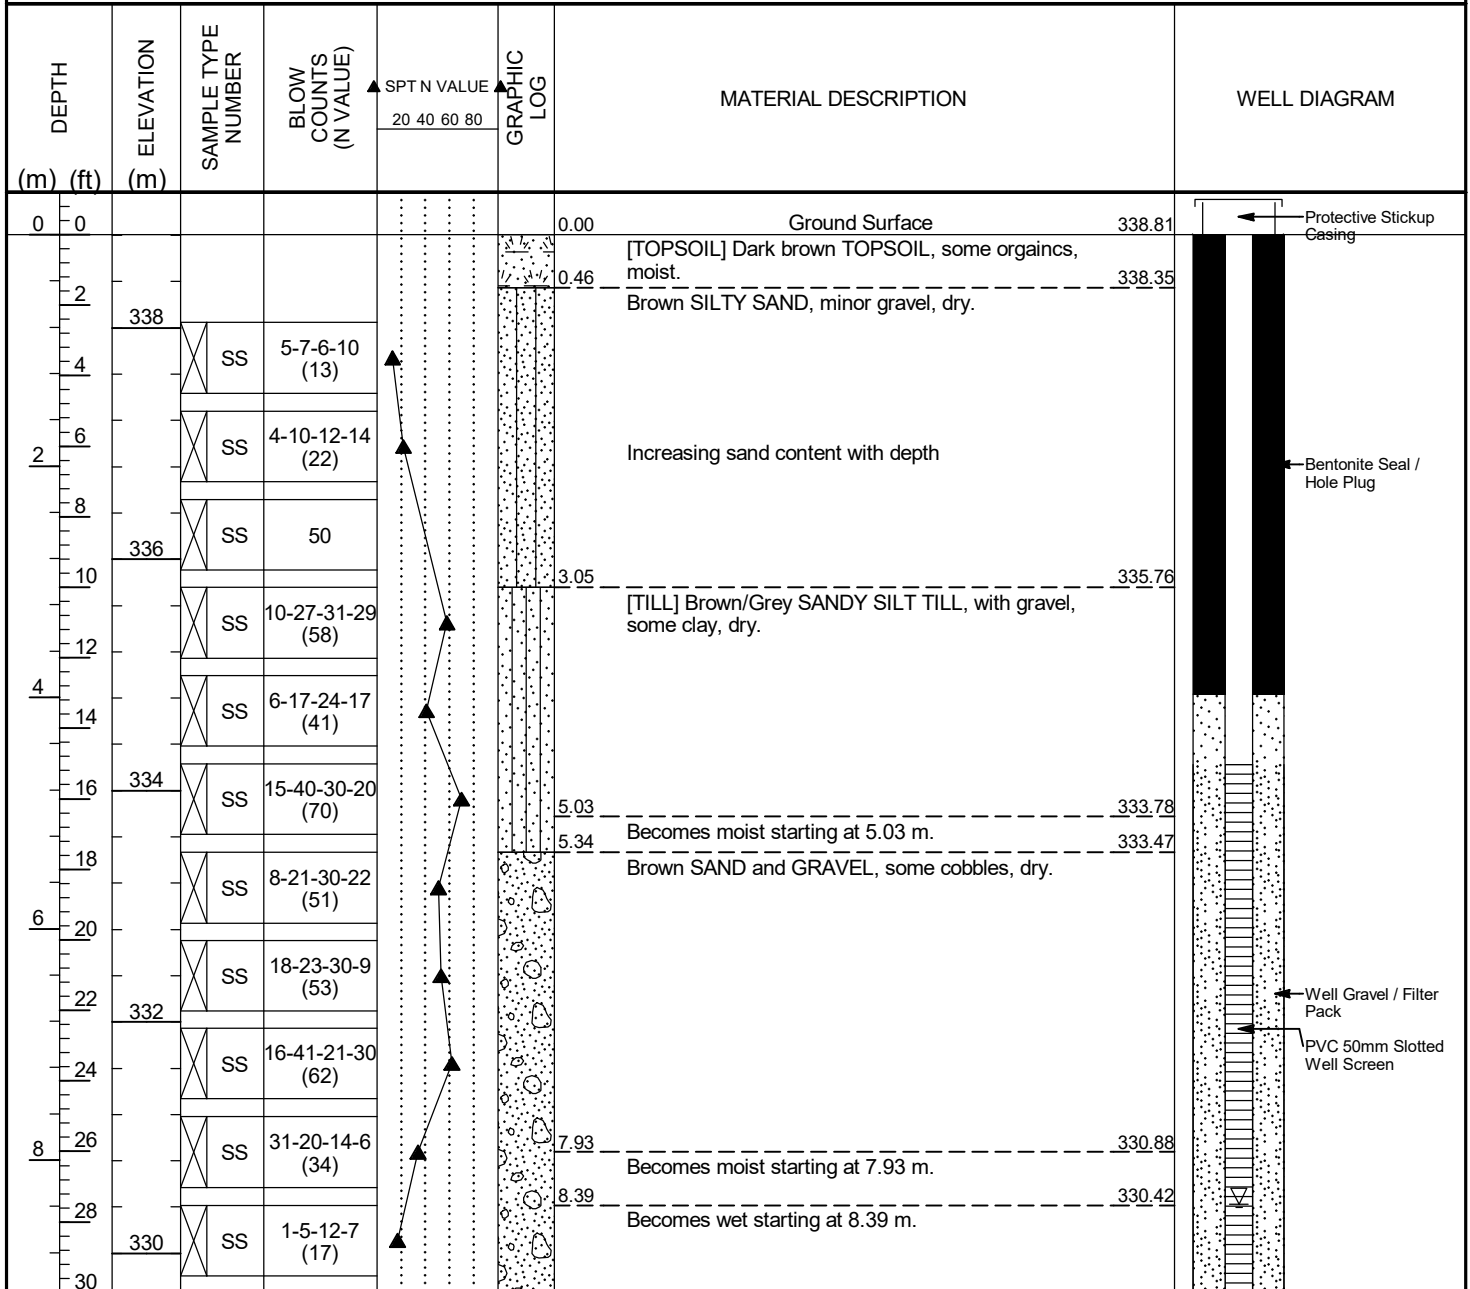 DEPTH
(m) (ft)
ELEVATION
(m)
SAMPLE TYPE
NUMBER
BLOW
COUNTS
(N VALUE)
SPT N VALUE
20 40 60 80
GRAPHIC
LOG
MATERIAL DESCRIPTION
WELL DIAGRAM
0 0
0.00 Ground Surface 338.81
Protective Stickup
Casing
[TOPSOIL] Dark brown TOPSOIL, some orgaincs,
moist.
0.46 338.35
2
Brown SILTY SAND, minor gravel, dry.
338
SS 5-7-6-10
(13)
4
SS 4-10-12-14
(22)
6
2
Increasing sand content with depth
Bentonite Seal /
Hole Plug
8
SS 50
336
10
3.05 335.76
[TILL] Brown/Grey SANDY SILT TILL, with gravel,
some clay, dry.
SS 10-27-31-29
(58)
12
4
SS 6-17-24-17
(41)
14
334
16
SS 15-40-30-20
(70)
5.03 333.78
Becomes moist starting at 5.03 m.
5.34 333.47
18
Brown SAND and GRAVEL, some cobbles, dry.
SS 8-21-30-22
(51)
6
20
SS 18-23-30-9
(53)
22
332
Well Gravel / Filter
Pack
PVC 50mm Slotted
Well Screen
SS 16-41-21-30
(62)
24
SS 31-20-14-6
(34)
8 26
7.93 330.88
Becomes moist starting at 7.93 m.
8.39 330.42
28
Becomes wet starting at 8.39 m.
SS 1-5-12-7
(17)
330
30